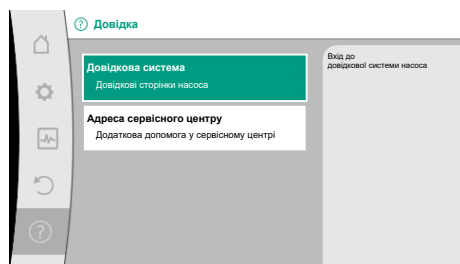 Довідка
Довідкова система
Довідкові сторінки насоса
Адреса сервісного центру
Додаткова допомога у сервісному центрі
Вхід до
довідкової системи насоса